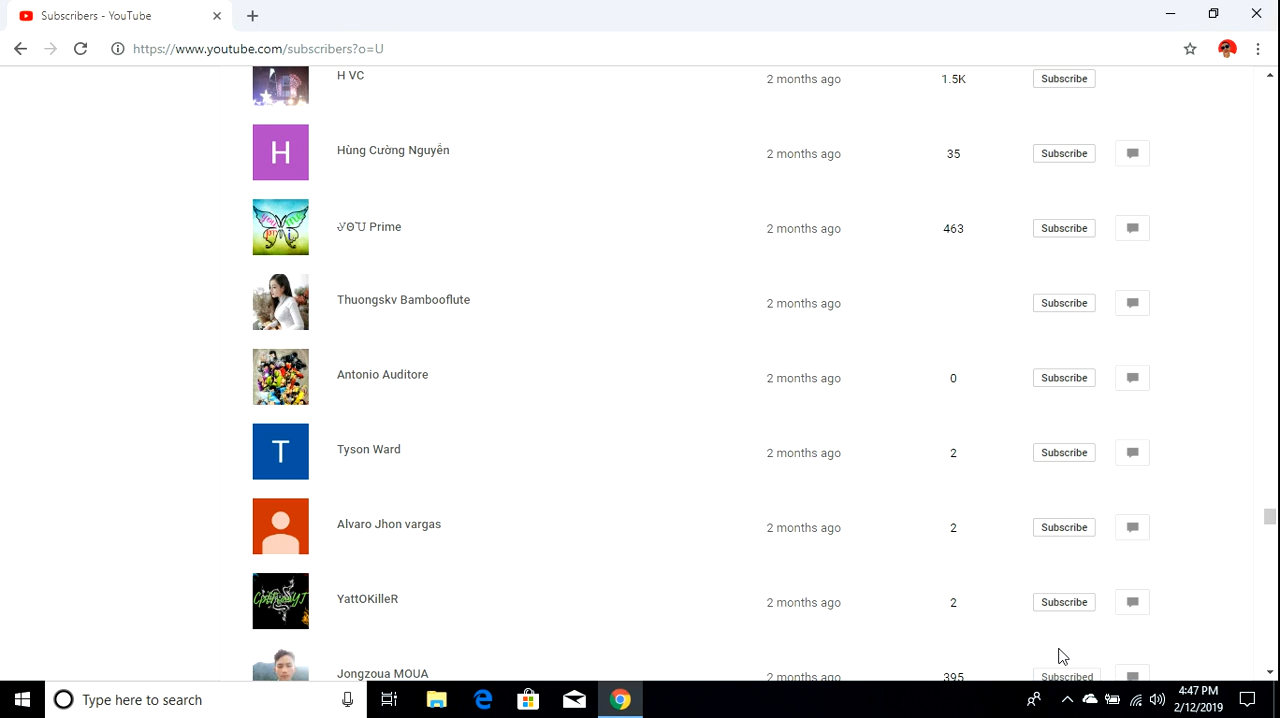 Subscribers - YouTube
https://www.youtube.com/subscribers?o=U
H VC 2 months ago 1.5K Subscribe
H Hùng Cường Nguyễn 2 months ago 35 Subscribe
Prime 2 months ago 463 Subscribe
Thuongskv Bambooflute 2 months ago Subscribe
Antonio Auditore 2 months ago 0 Subscribe
T Tyson Ward 2 months ago 2 Subscribe
Alvaro Jhon vargas 2 months ago 2 Subscribe
YattOKilleR 2 months ago 2 Subscribe
Jongzoua MOUA 2 months ago 395 Subscribed
Type here to search
4:47 PM
2/12/2019